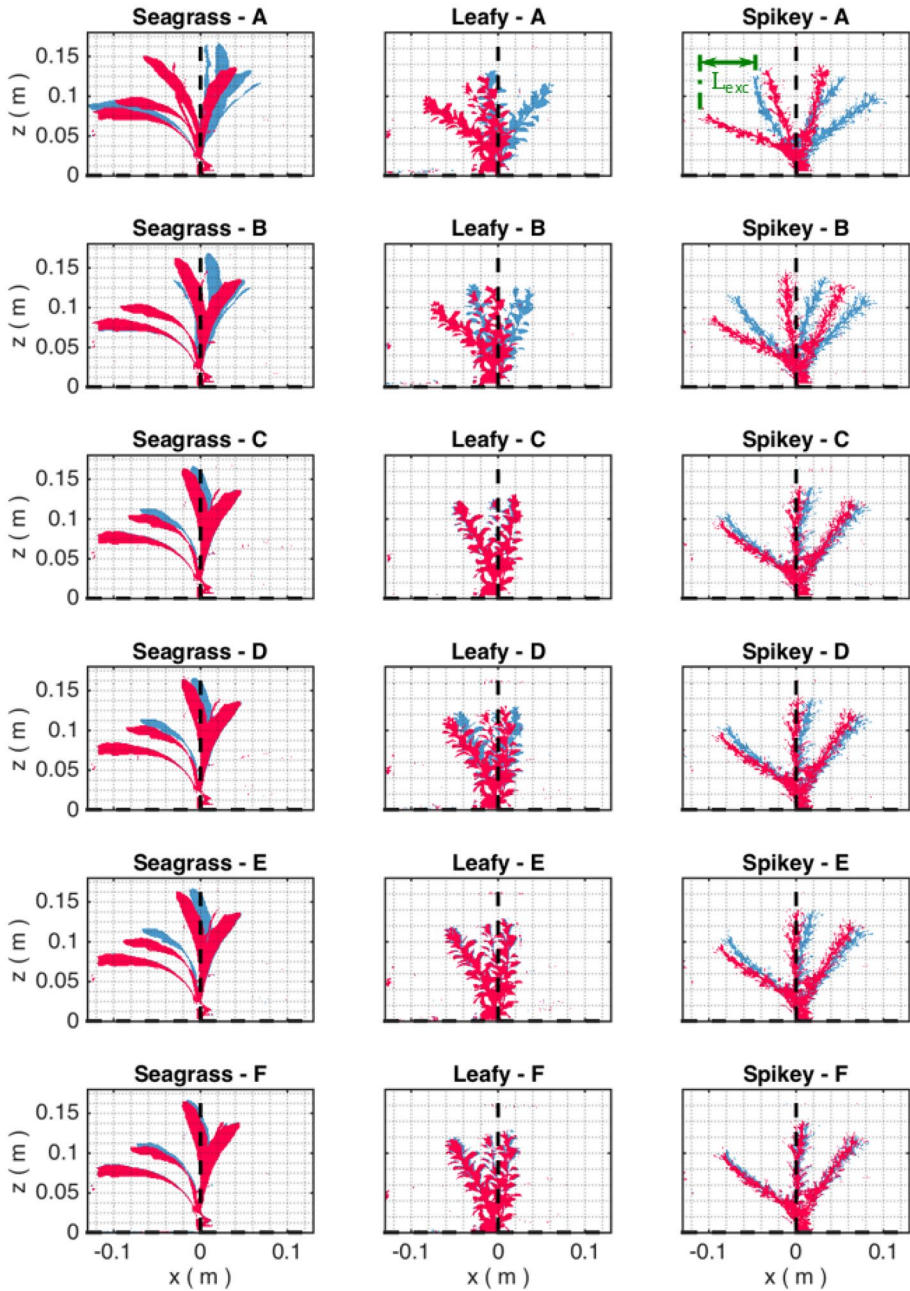 Seagrass - A
Leafy - A
Spikey - A
z ( m )
0.15
0.1
0.05
0
L exc
Seagrass - B
Leafy - B
Spikey - B
z ( m )
0.15
0.1
0.05
0
Seagrass - C
Leafy - C
Spikey - C
z ( m )
0.15
0.1
0.05
0
Seagrass - D
Leafy - D
Spikey - D
z ( m )
0.15
0.1
0.05
0
Seagrass - E
Leafy - E
Spikey - E
z ( m )
0.15
0.1
0.05
0
Seagrass - F
Leafy - F
Spikey - F
z ( m )
0.15
0.1
0.05
0
-0.1 0 0.1
-0.1 0 0.1
-0.1 0 0.1
x ( m )
x ( m )
x ( m )